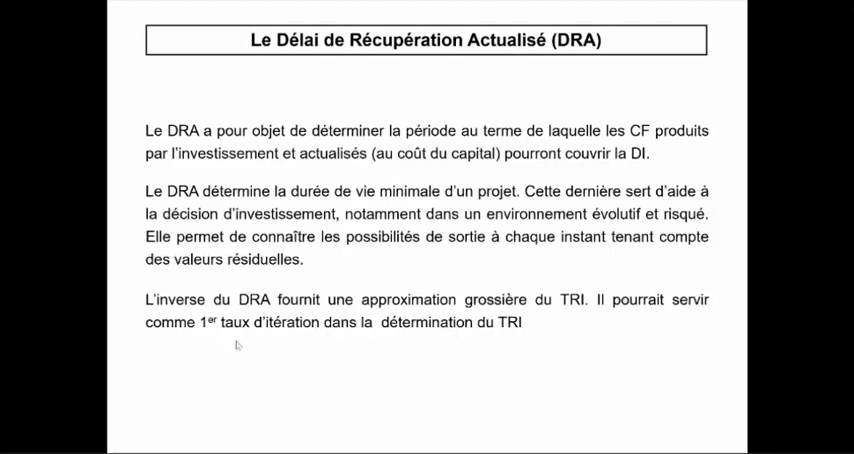 Le Délai de Récupération Actualisé (DRA)
Le DRA a pour objet de déterminer la période au terme de laquelle les CF produits
par l'investissement et actualisés (au coût du capital) pourront couvrir la DI.
Le DRA détermine la durée de vie minimale d'un projet. Cette dernière sert d'aide à
la décision d'investissement, notamment dans un environnement évolutif et risqué.
Elle permet de connaître les possibilités de sortie à chaque instant tenant compte
des valeurs résiduelles.
L'inverse du DRA fournit une approximation grossière du TRI. Il pourrait servir
comme 1er taux d'itération dans la détermination du TRI